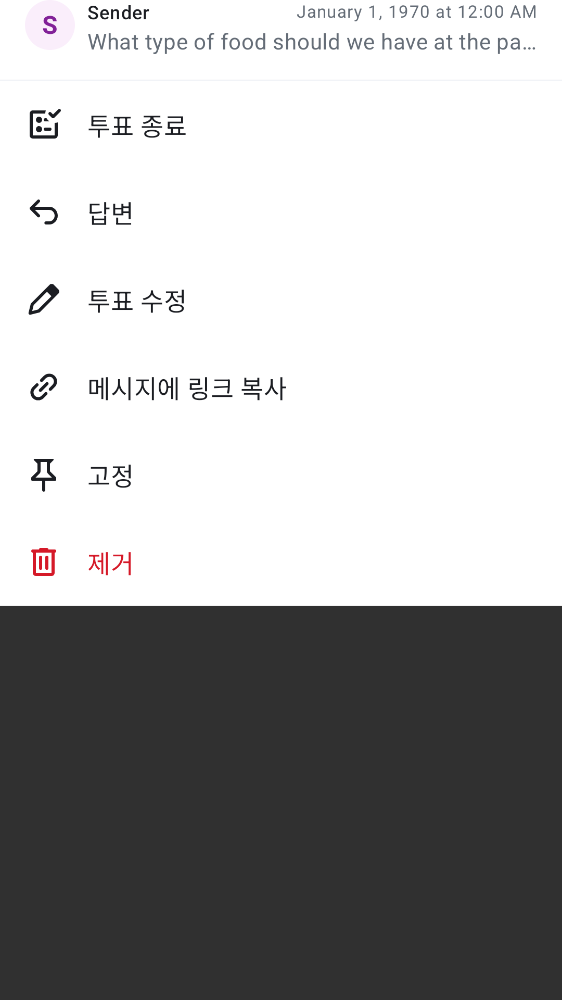 S
Sender
January 1, 1970 at 12:00 AM
What type of food should we have at the pa…
투표 종료
답변
투표 수정
메시지에 링크 복사
고정
제거